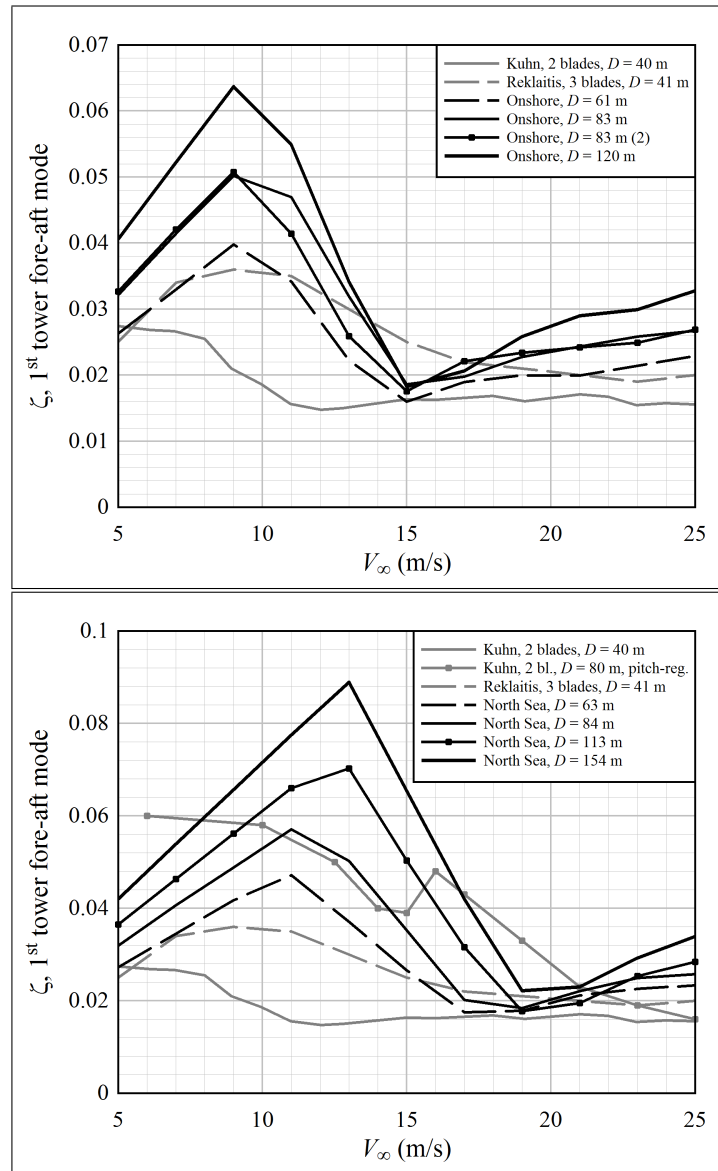 0.07
0.06
0.05
0.04
0.03
0.02
0.01
0
ζ, 1st tower fore-aft mode
Kuhn, 2 blades, D = 40 m
Reklaitis, 3 blades, D = 41 m
Onshore, D = 61 m
Onshore, D = 83 m
Onshore, D = 83 m (2)
Onshore, D = 120 m
5 10 15 20 25
V∞ (m/s)
0.1
0.08
0.06
0.04
0.02
0
ζ, 1st tower fore-aft mode
Kuhn, 2 blades, D = 40 m
Kuhn, 2 bl., D = 80 m, pitch-reg.
Reklaitis, 3 blades, D = 41 m
North Sea, D = 63 m
North Sea, D = 84 m
North Sea, D = 113 m
North Sea, D = 154 m
5 10 15 20 25
V∞ (m/s)